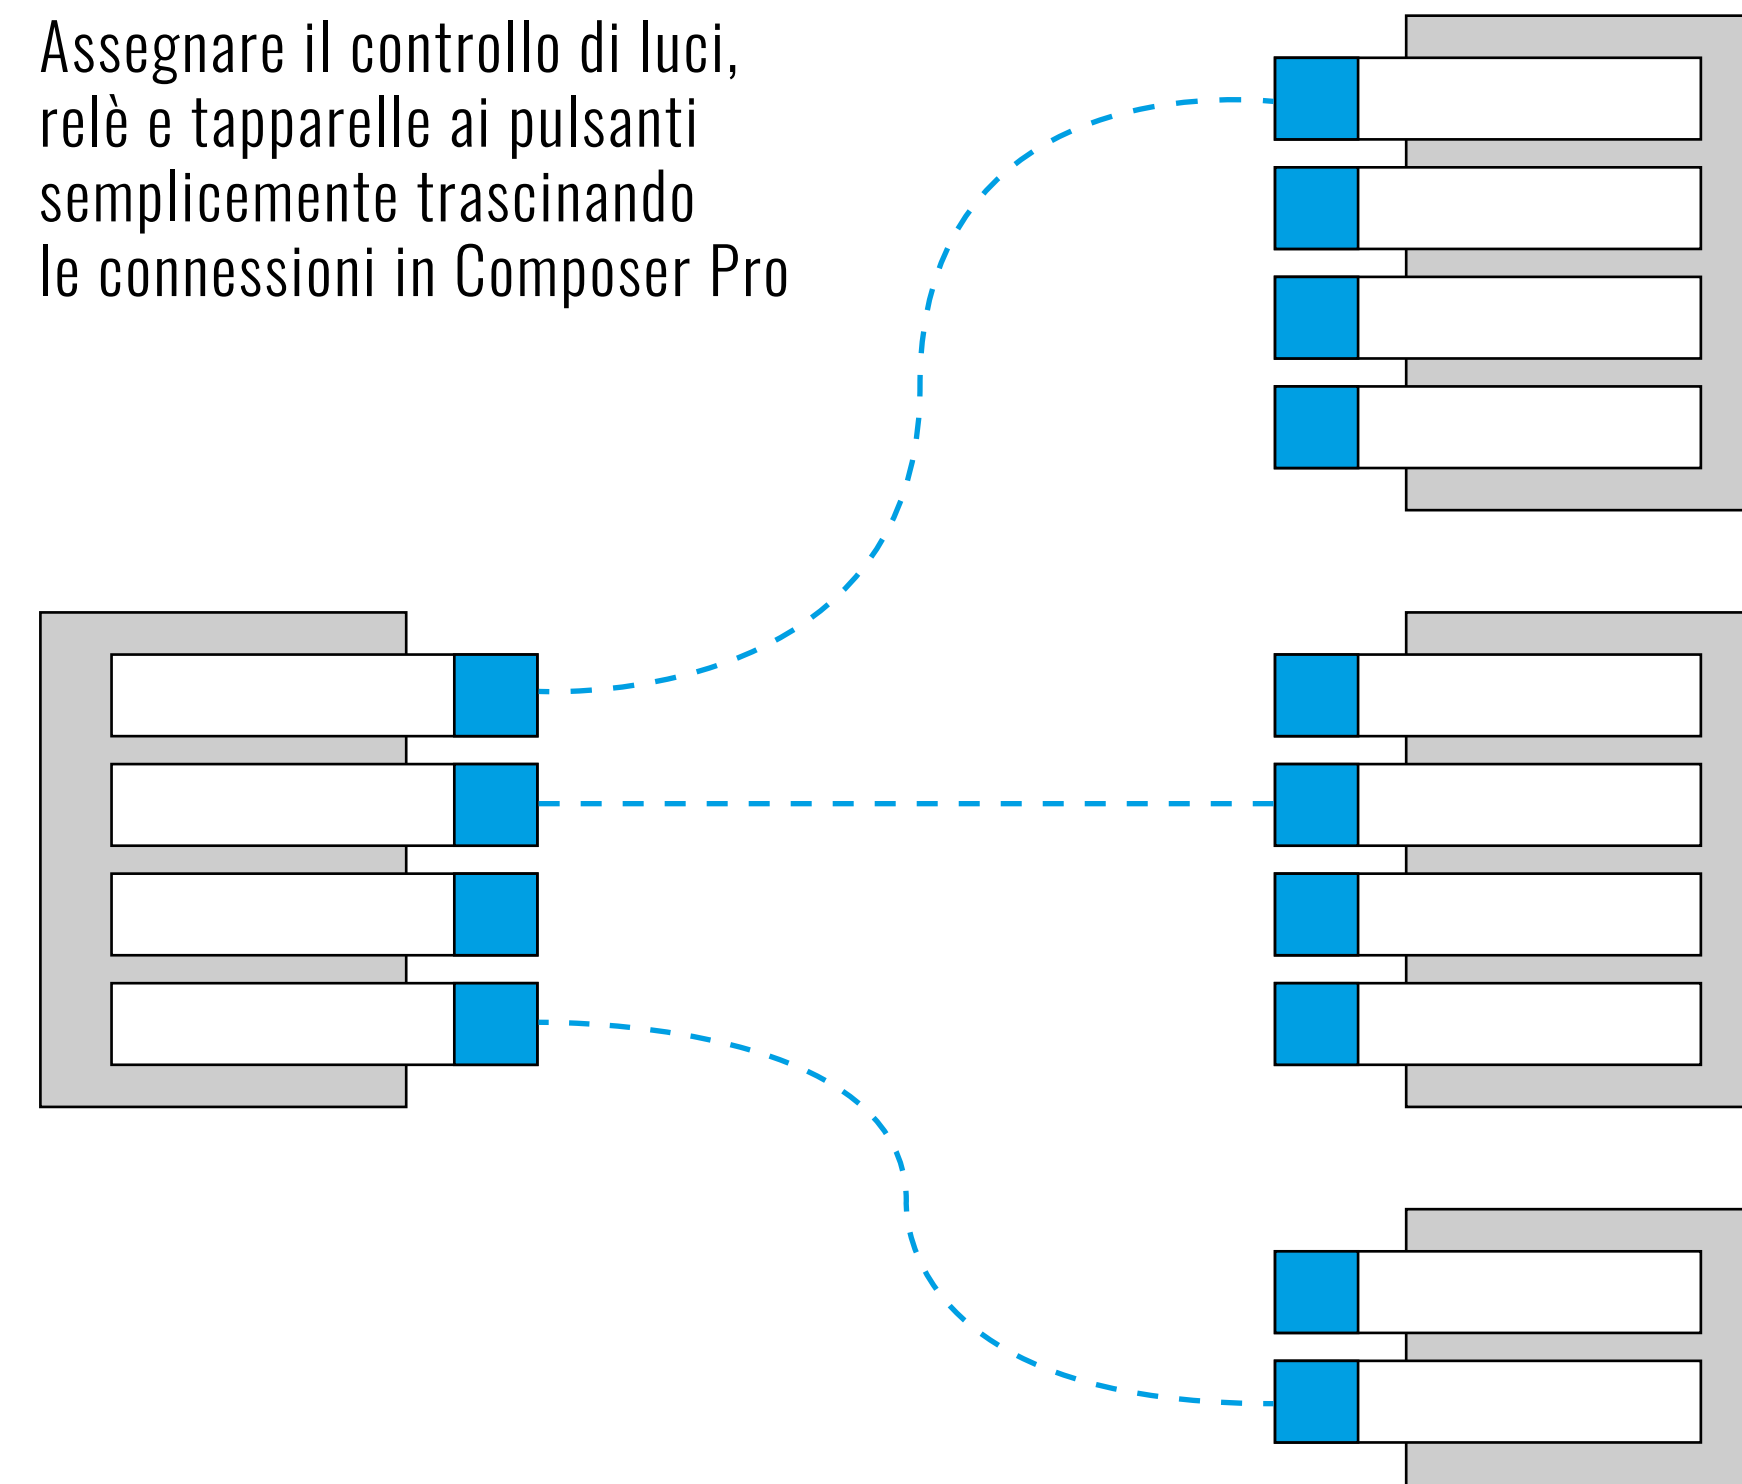 Assegnare il controllo di luci,
relè e tapparelle ai pulsanti
semplicemente trascinando
le connessioni in Composer Pro